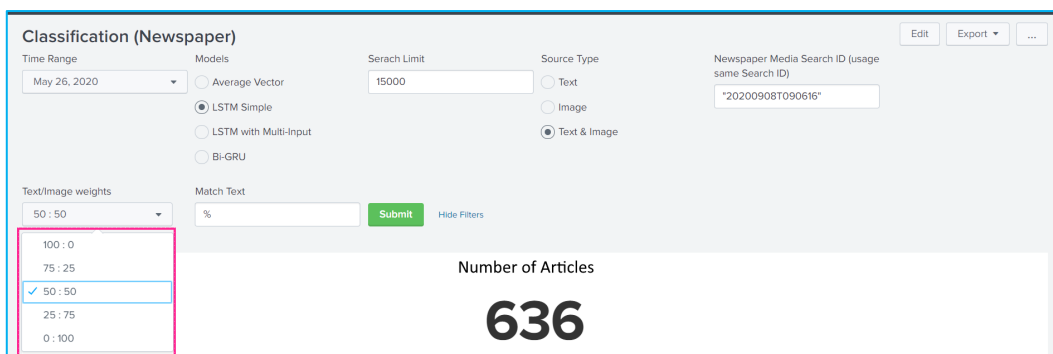 Classification (Newspaper)
Edit
Export
...
Time Range
Models
Serach Limit
Source Type
Newspaper Media Search ID (usage
same Search ID)
May 26, 2020
Average Vector
15000
Text
"20200908T090616"
LSTM Simple
Image
LSTM with Multi-Input
Text & Image
Bi-GRU
Text/Image weights
Match Text
50 : 50
%
Submit
Hide Filters
100 : 0
75 : 25
50 : 50
25 : 75
0 : 100
Number of Articles
636